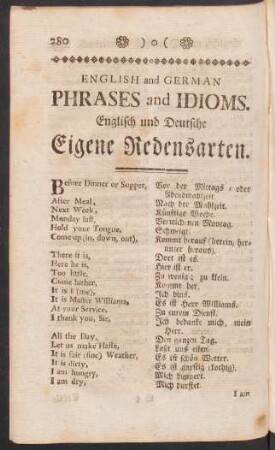 280 ) o (
ENGLISH and GERMAN
PHRASES and IDIOMS.
Englisch und Deutsche
Eigene Redensarten.
Before Dinner or Supper, Vor der Mittags- oder Abendmahlzeit
After Meal, Nach der Mahlzeit.
Next Week, Künftige Woche.
Monday last, Verwichnen Montag.
Hold your Tongue, Schweigt.
Come up (in, down, out), Kommt herauf (herein, herunter heraus).
There it is, Dort ist es.
Here he is, Hier ist er.
Too little, Zu wenig; zu klein.
Come hither, Kommt her.
It is I (me), Ich bins.
It is Master Williams, Es ist Herr Williams.
At your Service, Zu eurem Dienst.
I thank you, Sir, Ich bedanke mich, mein Herr.
All the Day, Den ganzen Tag.
Let us make Haste, Laßt uns eilen.
It is fair (fine) Weather, Es ist schön Wetter.
It is dirty, Es ist garstig (kothig).
I am hungry, Mich hungert.
I am dry, Mich durstet.
I am